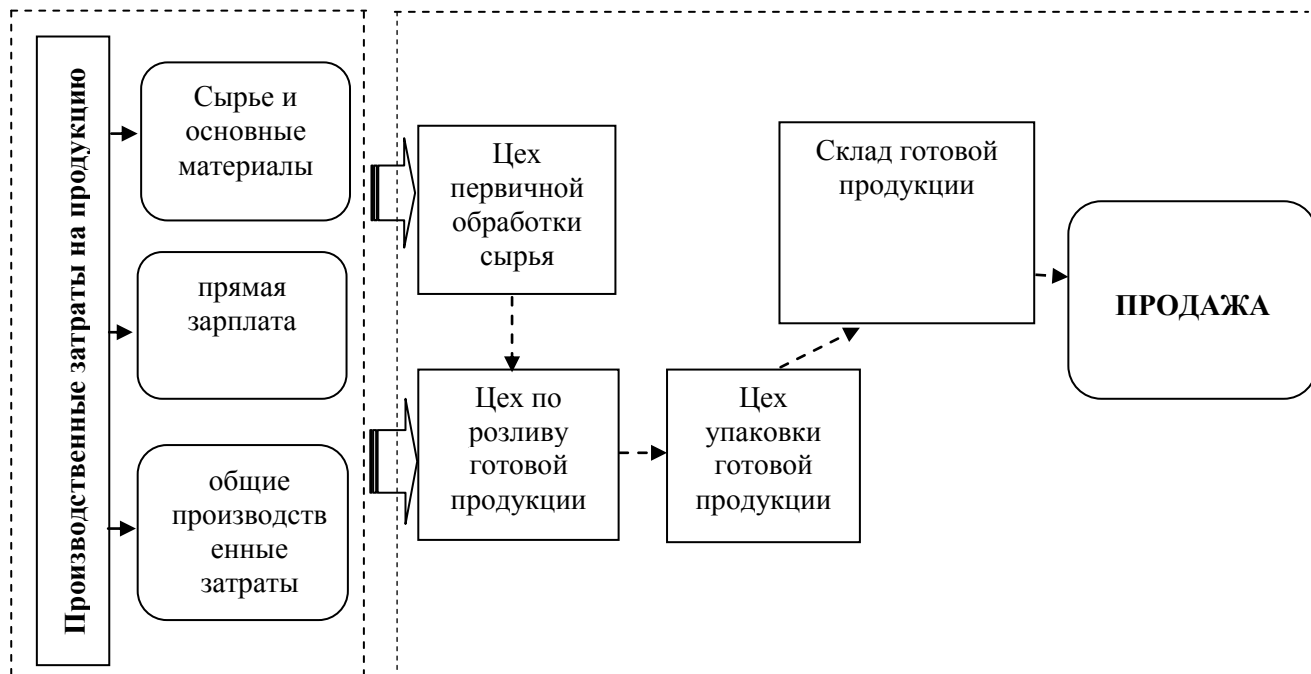 Производственные затраты на продукцию
Сырье и
основные
материалы
прямая
зарплата
общие
производств
енные
затраты
Цех
первичной
обработки
сырья
Цех по
розливу
готовой
продукции
Цех
упаковки
готовой
продукции
Склад готовой
продукции
ПРОДАЖА